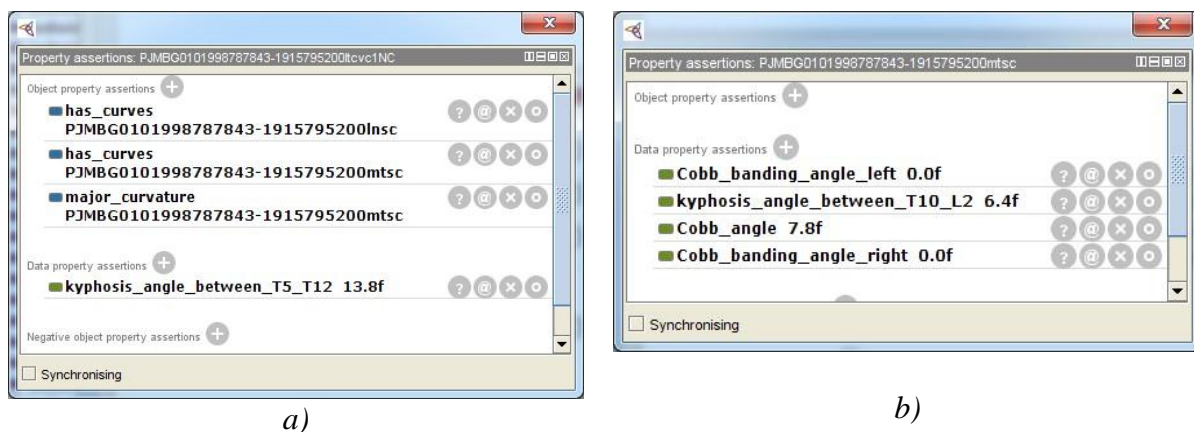 Property assertions: PJMBG0101998787843-1915795200ltcvc1NC
Object property assertions
has_curves
PJMBG0101998787843-1915795200lnsc
has_curves
PJMBG0101998787843-1915795200mtsc
major_curvature
PJMBG0101998787843-1915795200mtsc
Data property assertions
kyphosis_angle_between_T5_T12 13.8f
Negative object property assertions
Synchronising
a)
Property assertions: PJMBG0101998787843-1915795200mtsc
Object property assertions
Data property assertions
Cobb_banding_angle_left 0.0f
kyphosis_angle_between_T10_L2 6.4f
Cobb_angle 7.8f
Cobb_banding_angle_right 0.0f
Synchronising
b)